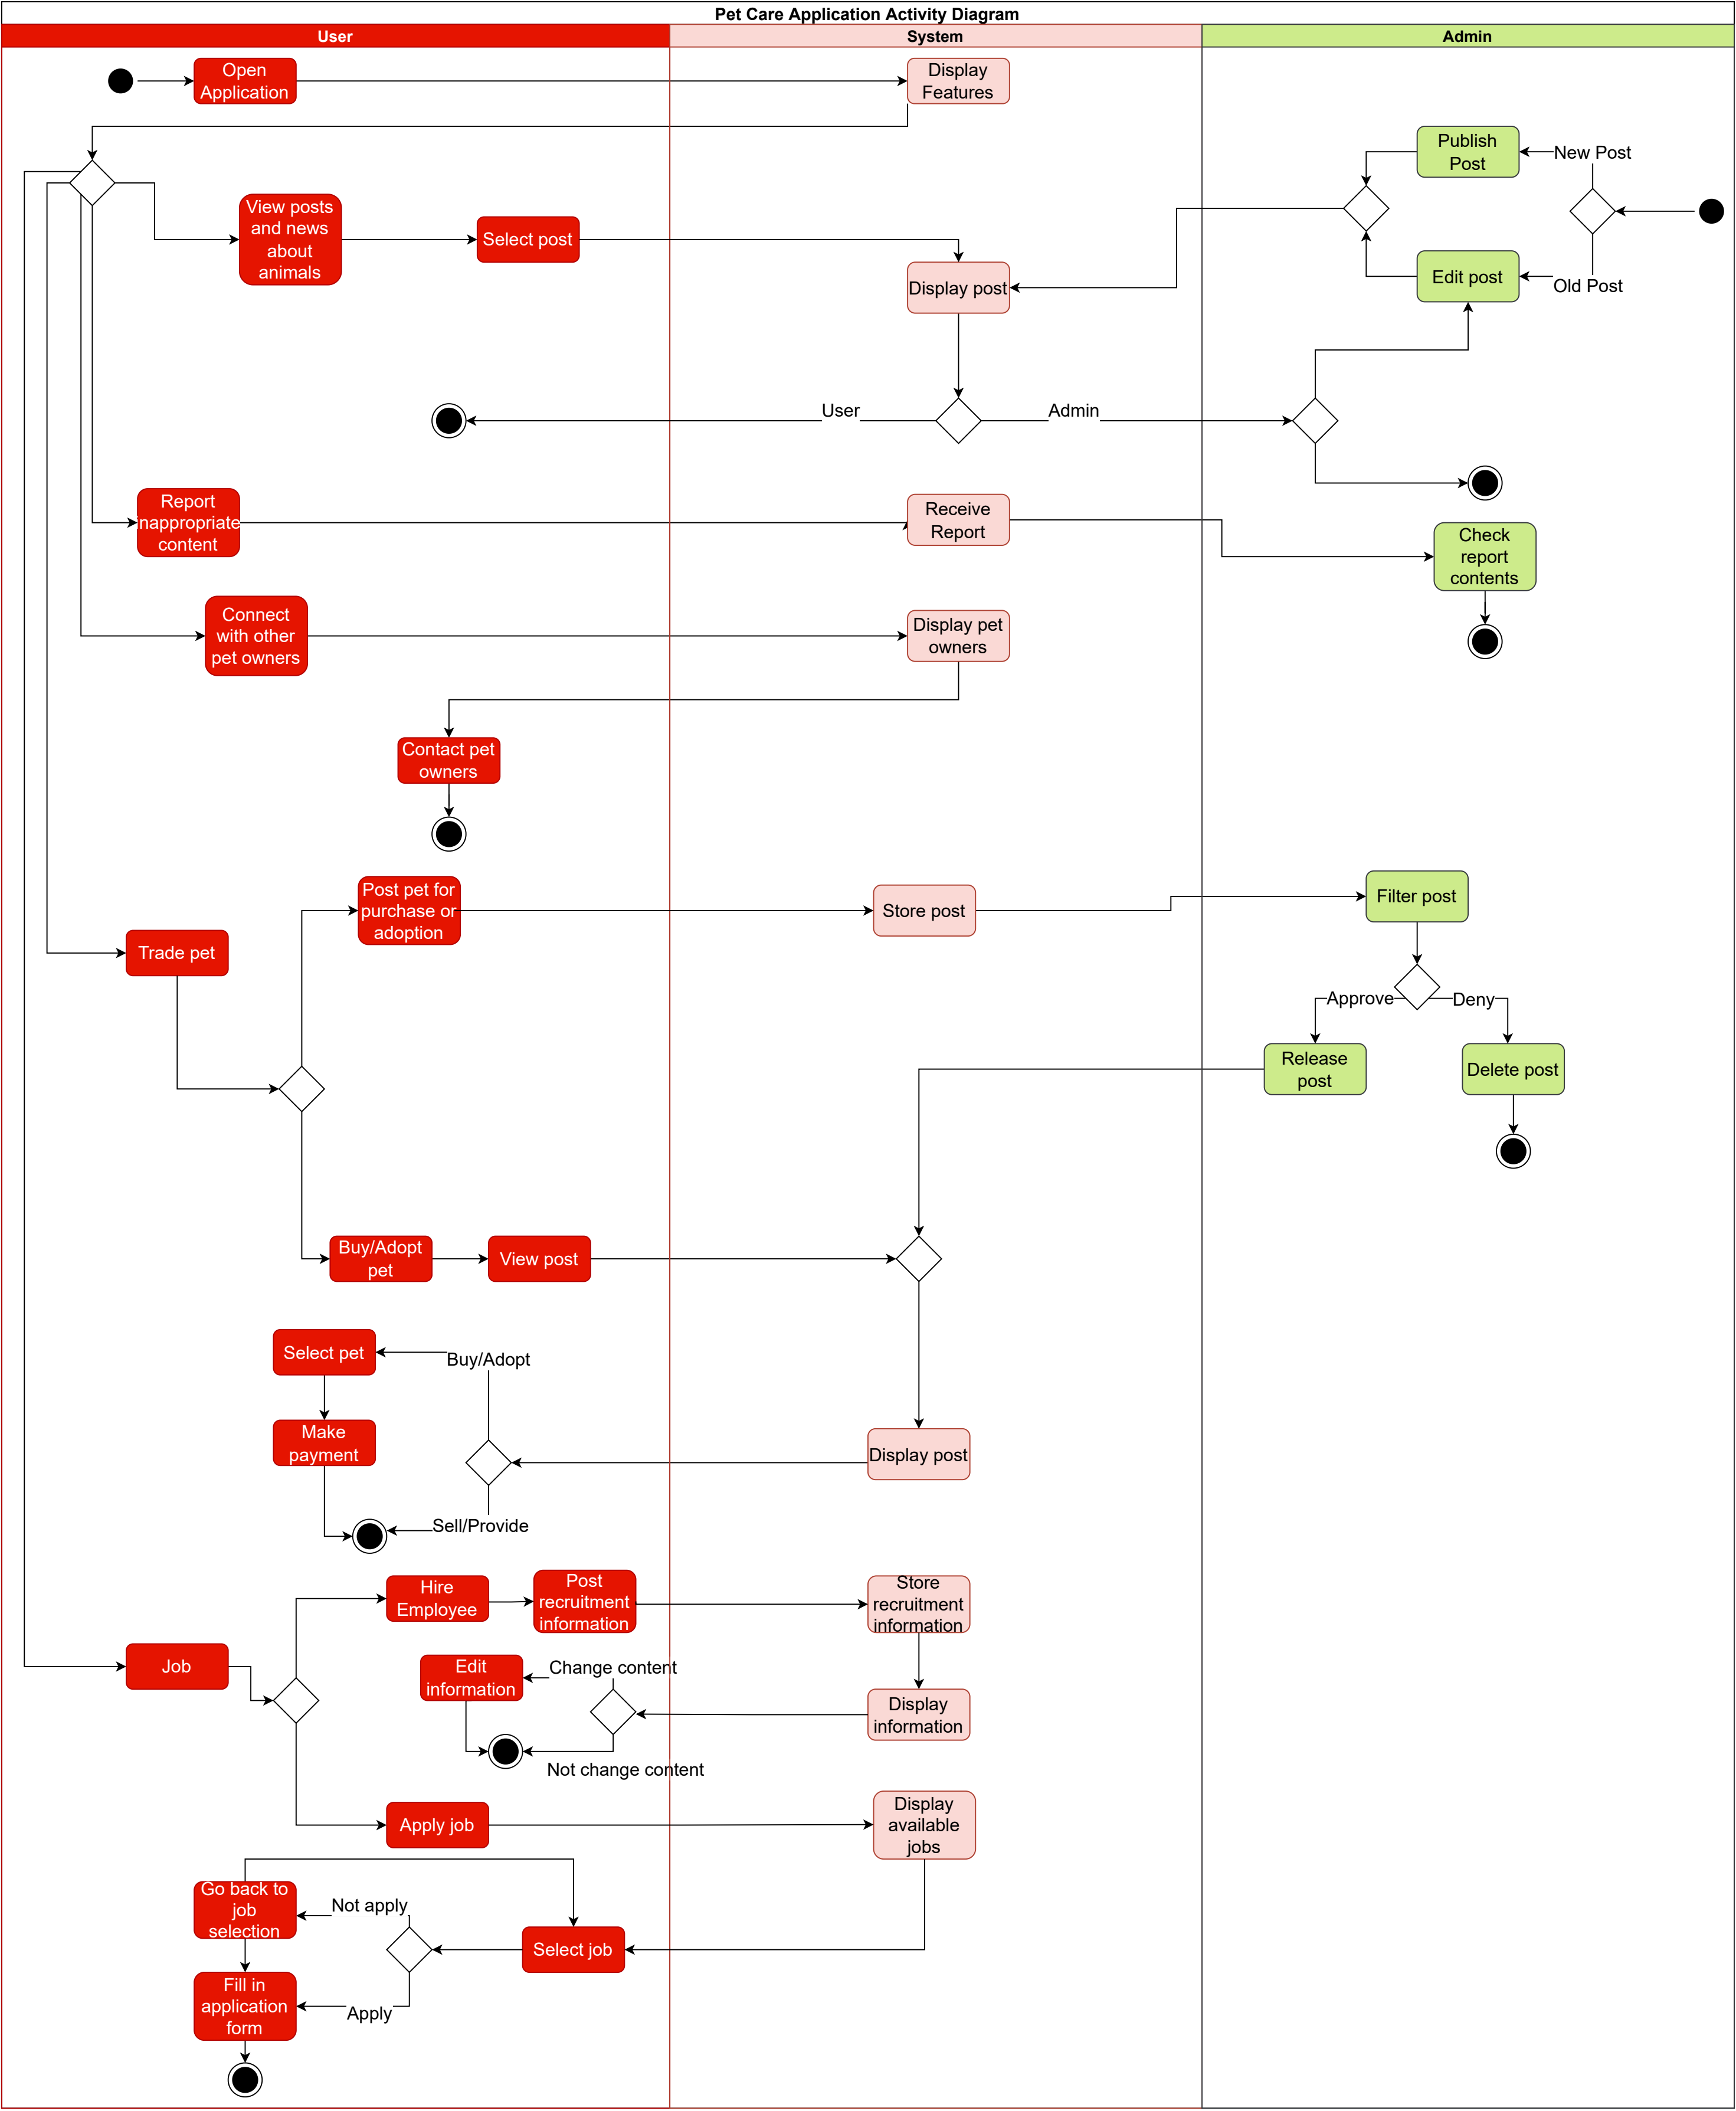 Pet Care Application Activity Diagram
User
System
Admin
Open
Application
Display
Features
Publish
Post
New Post
View posts
and news
about
animals
Select post
Display post
Edit post
Old Post
User
Admin
Report
inappropriate
content
Receive
Report
Check
report
contents
Connect
with other
pet owners
Display pet
owners
Contact pet
owners
Post pet for
purchase or
adoption
Store post
Filter post
Trade pet
Approve
Deny
Release
post
Delete post
Buy/Adopt
pet
View post
Select pet
Buy/Adopt
Make
payment
Display post
Sell/Provide
Hire
Employee
Post
recruitment
information
Store
recruitment
information
Job
Edit
information
Change content
Display
information
Not change content
Apply job
Display
available
jobs
Go back to
job
selection
Not apply
Select job
Fill in
application
form
Apply